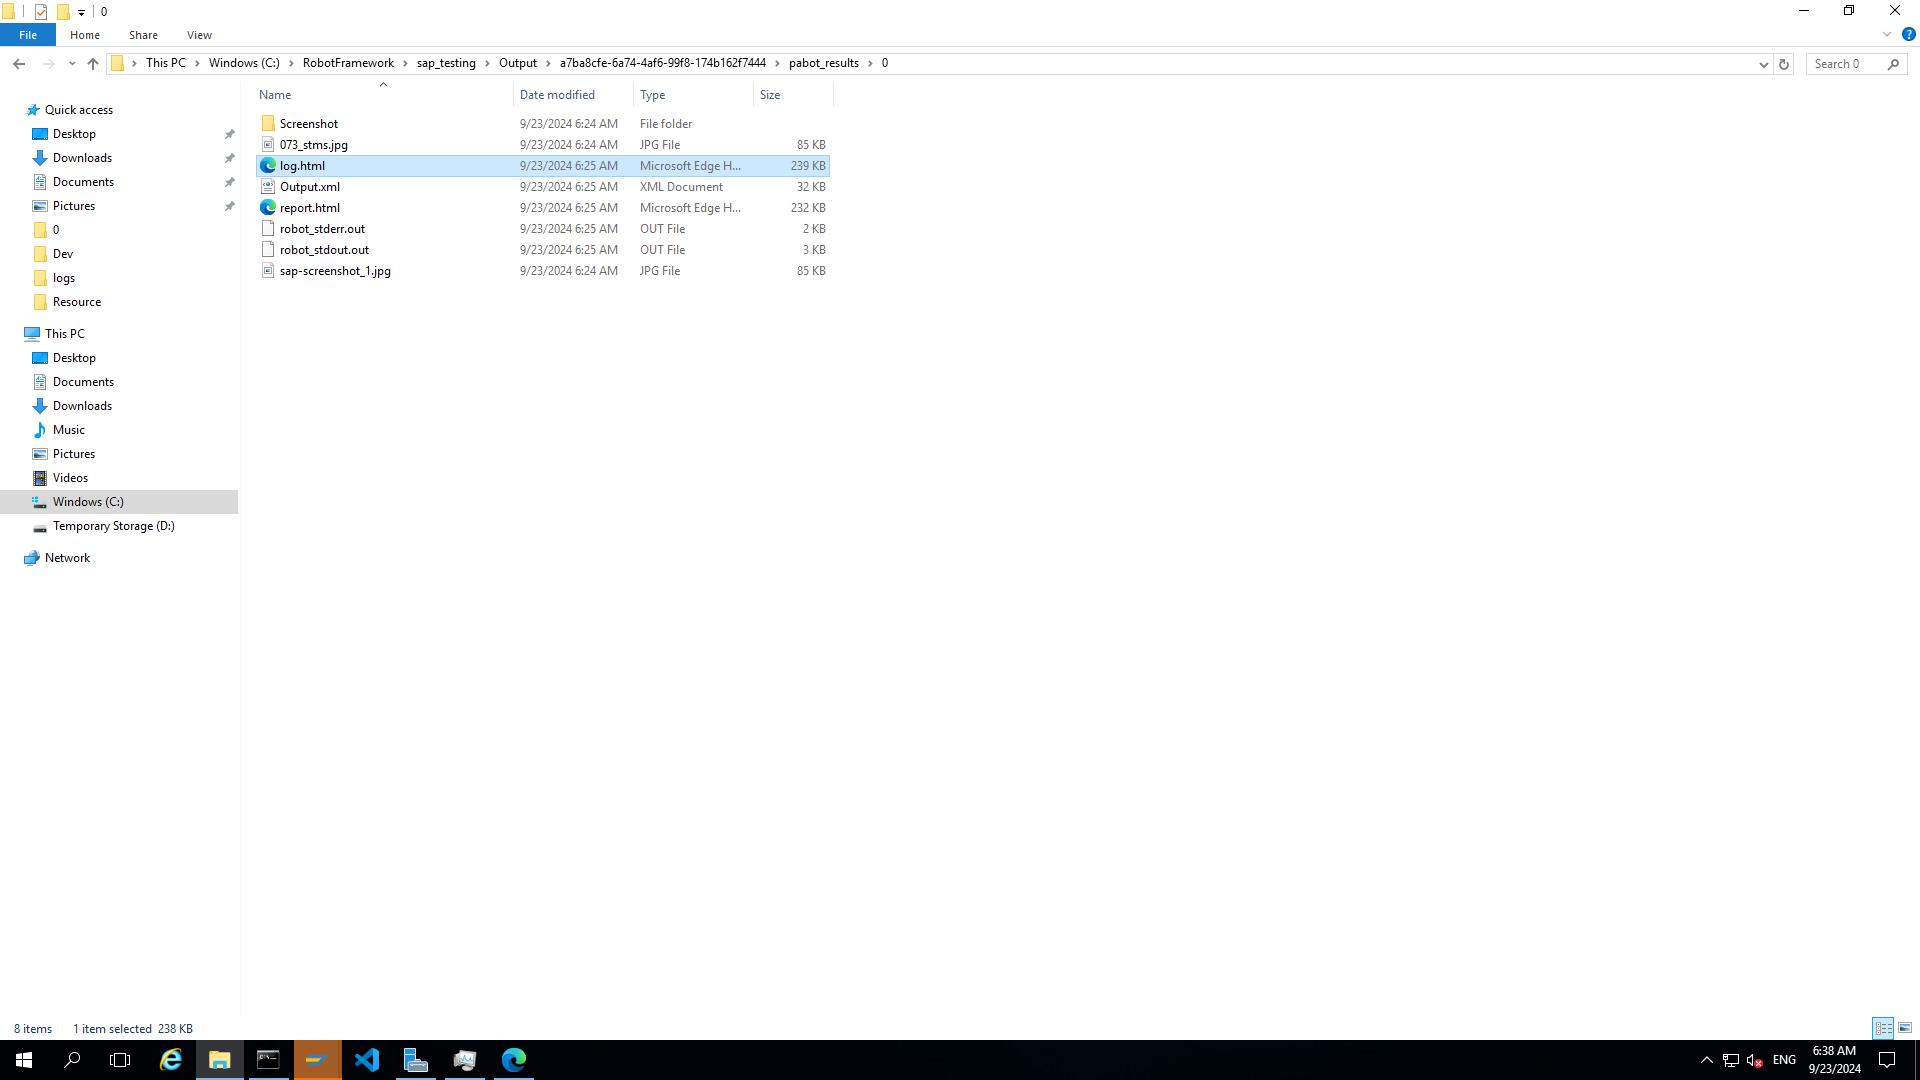 0
File Home Share View
This PC Windows (C:) RobotFramework sap_testing Output a7ba8cfe-6a74-4af6-99f8-174b162f7444 pabot_results 0
Search 0
Quick access
Desktop
Downloads
Documents
Pictures
0
Dev
logs
Resource
This PC
Desktop
Documents
Downloads
Music
Pictures
Videos
Windows (C:)
Temporary Storage (D:)
Network
Name Date modified Type Size
Screenshot 9/23/2024 6:24 AM File folder
073_stms.jpg 9/23/2024 6:24 AM JPG File 85 KB
log.html 9/23/2024 6:25 AM Microsoft Edge H... 239 KB
Output.xml 9/23/2024 6:25 AM XML Document 32 KB
report.html 9/23/2024 6:25 AM Microsoft Edge H... 232 KB
robot_stderr.out 9/23/2024 6:25 AM OUT File 2 KB
robot_stdout.out 9/23/2024 6:25 AM OUT File 3 KB
sap-screenshot_1.jpg 9/23/2024 6:24 AM JPG File 85 KB
8 items 1 item selected 238 KB
ENG
6:38 AM
9/23/2024